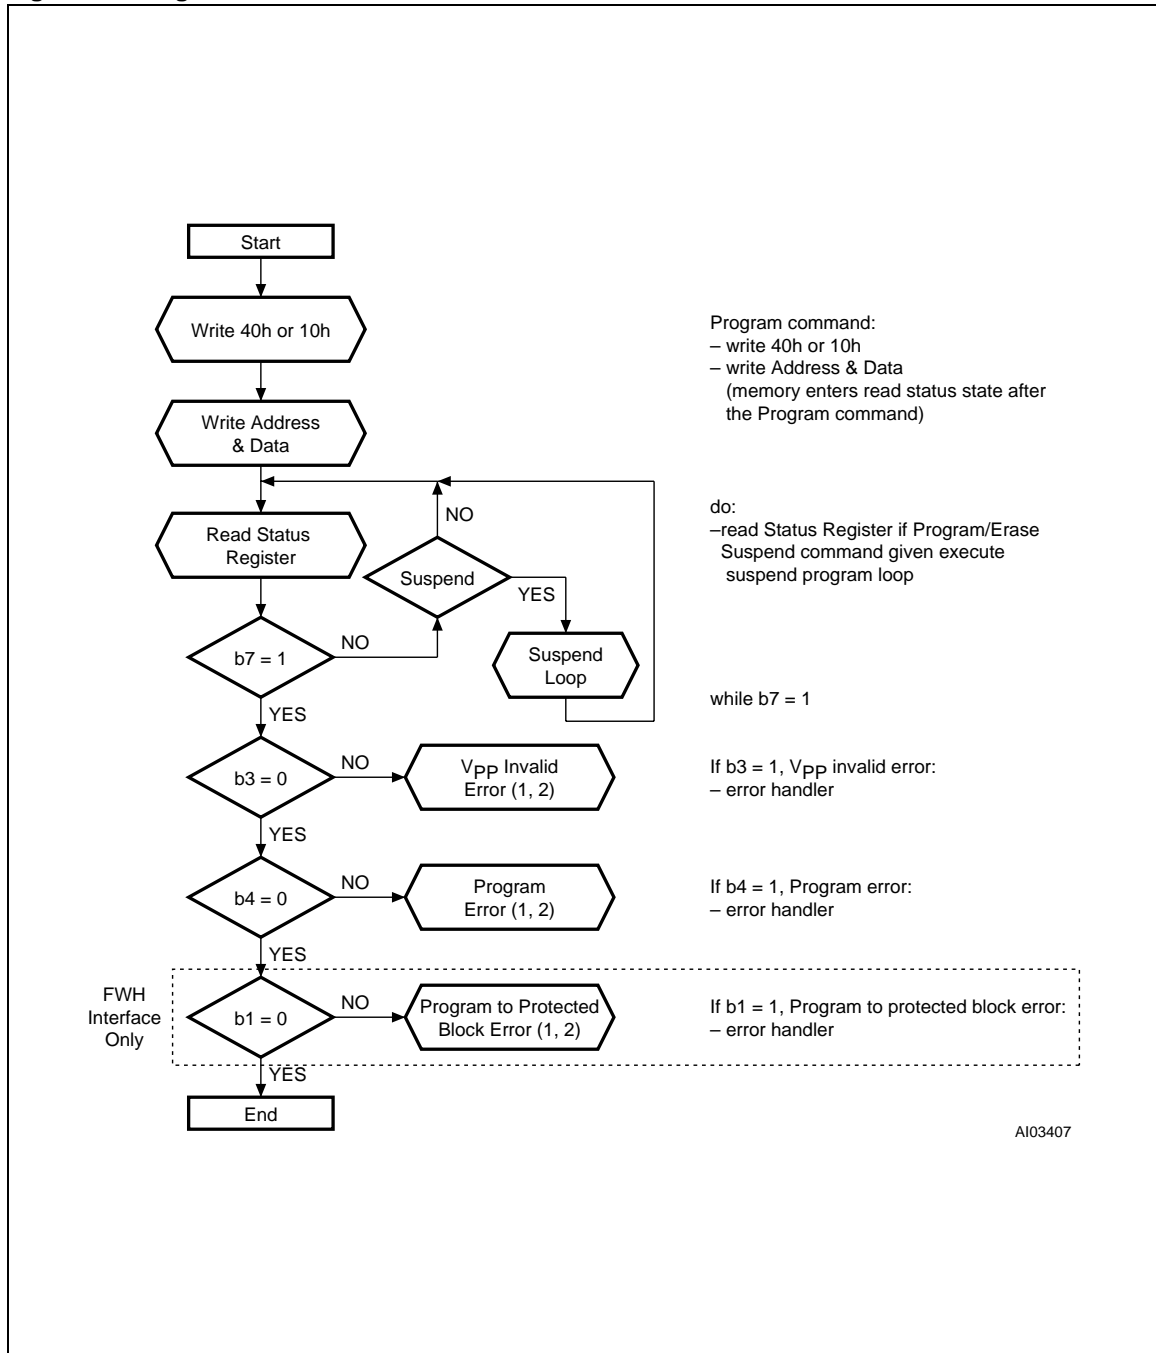 Start
Write 40h or 10h
Program command:
– write 40h or 10h
– write Address & Data
(memory enters read status state after
the Program command)
Write Address
& Data
NO
do:
–read Status Register if Program/Erase
Suspend command given execute
suspend program loop
Read Status
Register
Suspend
YES
NO
b7 = 1
Suspend
Loop
while b7 = 1
YES
b3 = 0
NO
VPP Invalid
Error (1, 2)
If b3 = 1, VPP invalid error:
– error handler
YES
b4 = 0
NO
Program
Error (1, 2)
If b4 = 1, Program error:
– error handler
YES
FWH
Interface
Only
b1 = 0
NO
Program to Protected
Block Error (1, 2)
If b1 = 1, Program to protected block error:
– error handler
YES
End
AI03407